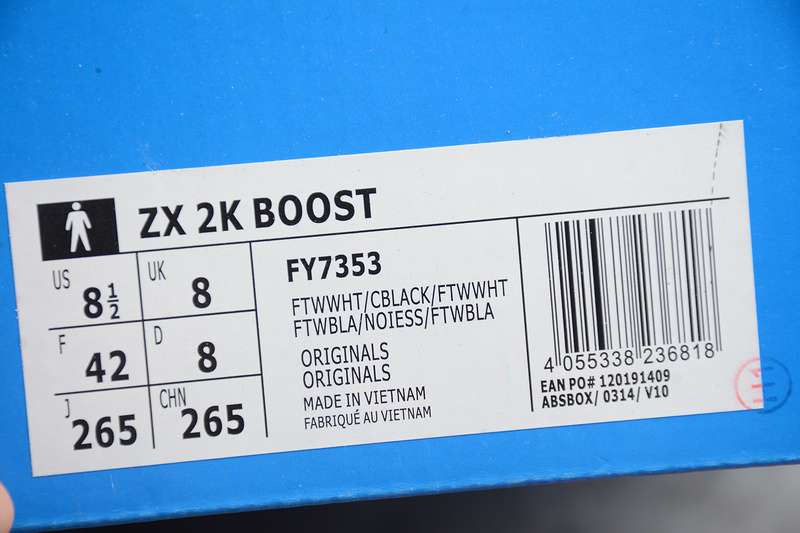 ZX 2K BOOST
US 8½
UK 8
F 42
D 8
J 265
CHN 265
FY7353
FTWWHT/CBLACK/FTWWHT
FTWBLA/NOIESS/FTWBLA
ORIGINALS
ORIGINALS
MADE IN VIETNAM
FABRIQUÉ AU VIETNAM
4 055338 236818
EAN PO# 120191409
ABSBOX/ 0314/ V10